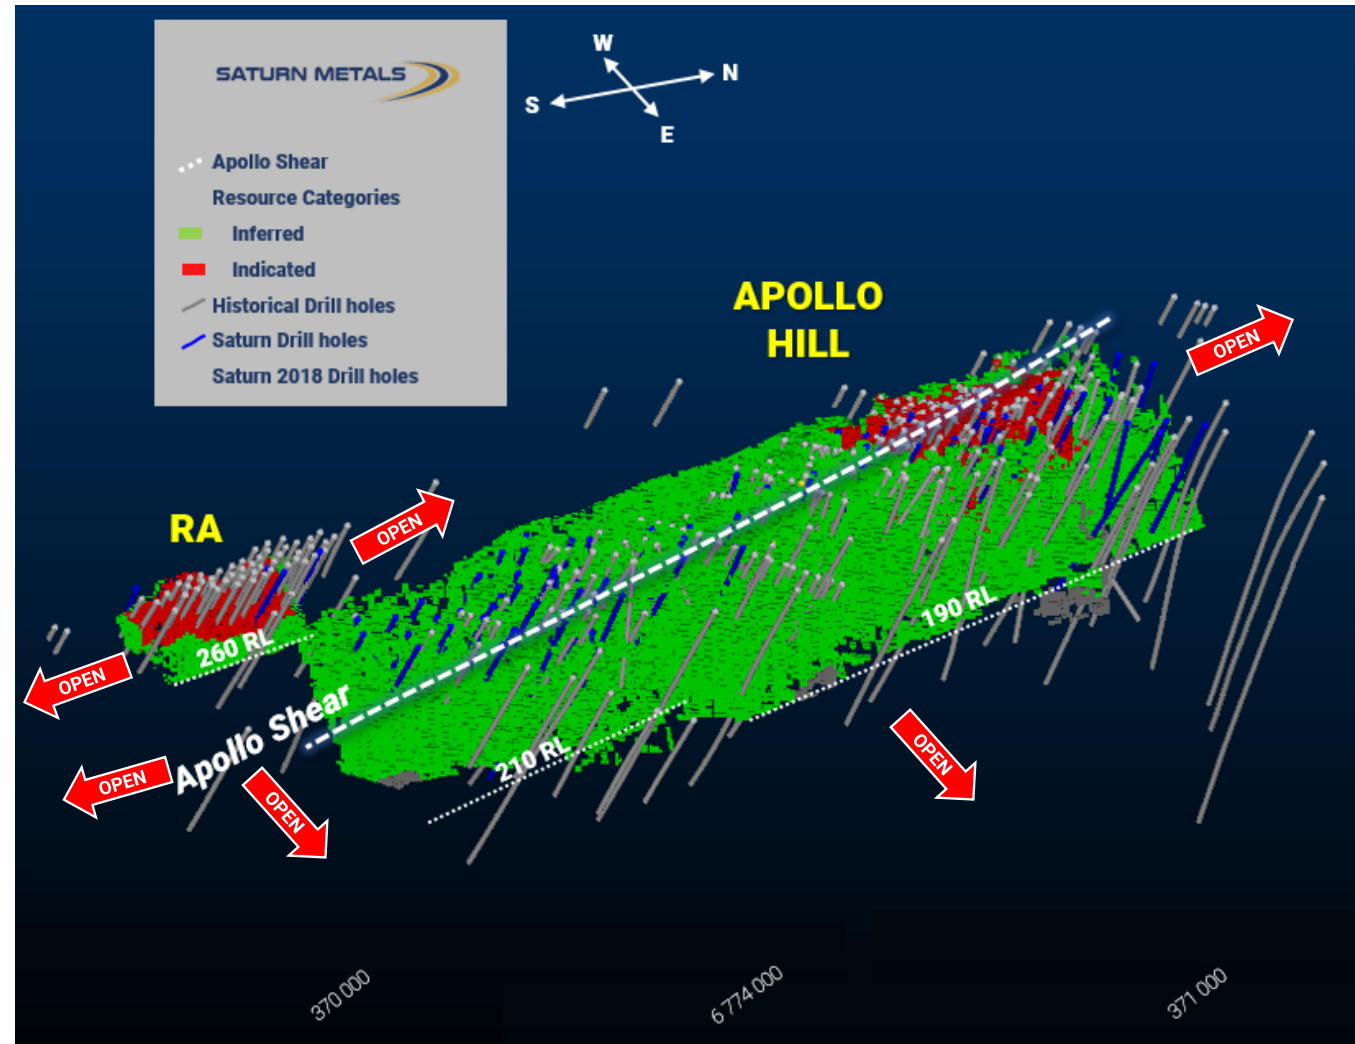 SATURN METALS
Apollo Shear
Resource Categories
Inferred
Indicated
Historical Drill holes
Saturn Drill holes
Saturn 2018 Drill holes
W
N
S
E
APOLLO
HILL
OPEN
RA
OPEN
260 RL
190 RL
OPEN
Apollo Shear
OPEN
OPEN
210 RL
OPEN
370 000
6 774 000
371 000